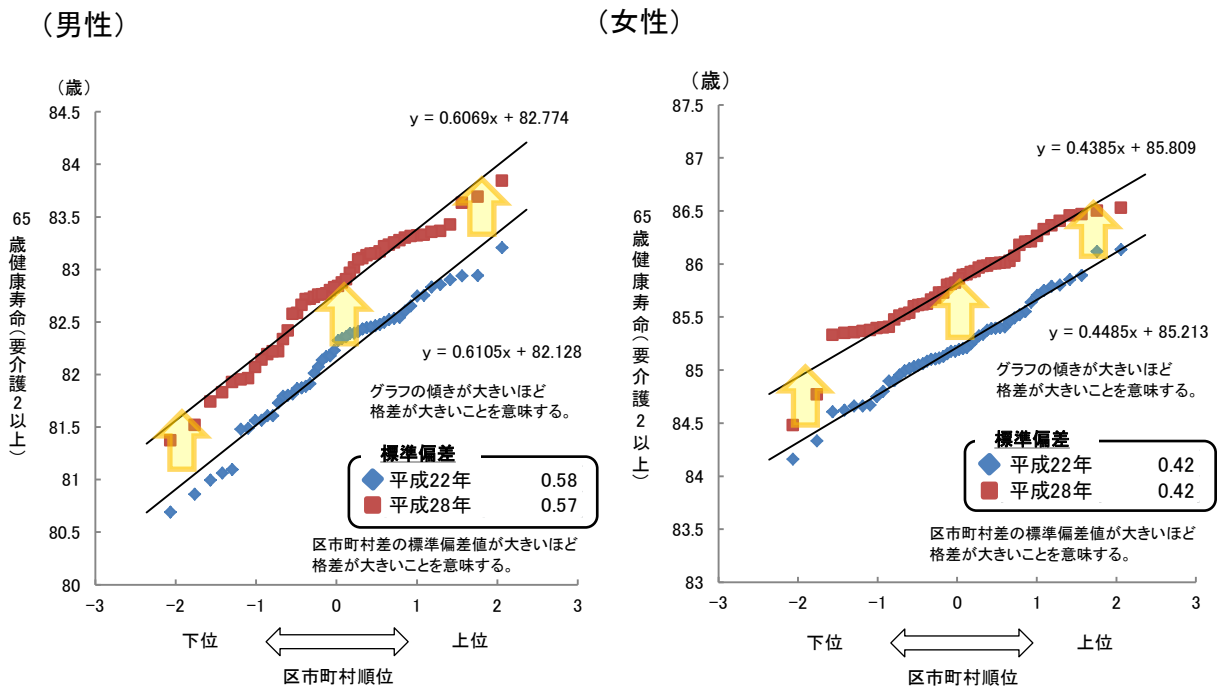 （男性）
（歳）
84.5
84
83.5
83
82.5
82
81.5
81
80.5
80
−3
−2
−1
0
1
2
3
65歳健康寿命（要介護２以上）
y = 0.6069x + 82.774
y = 0.6105x + 82.128
グラフの傾きが大きいほど
格差が大きいことを意味する。
標準偏差
平成22年 0.58
平成28年 0.57
区市町村差の標準偏差値が大きいほど
格差が大きいことを意味する。
下位
上位
区市町村順位
（女性）
（歳）
87.5
87
86.5
86
85.5
85
84.5
84
83.5
83
−3
−2
−1
0
1
2
3
65歳健康寿命（要介護２以上）
y = 0.4385x + 85.809
y = 0.4485x + 85.213
グラフの傾きが大きいほど
格差が大きいことを意味する。
標準偏差
平成22年 0.42
平成28年 0.42
区市町村差の標準偏差値が大きいほど
格差が大きいことを意味する。
下位
上位
区市町村順位